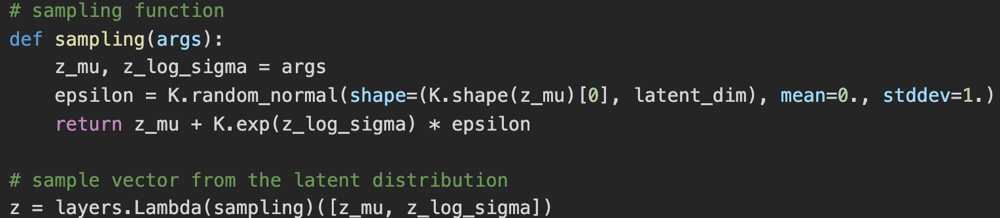 # sampling function
def sampling(args):
    z_mu, z_log_sigma = args
    epsilon = K.random_normal(shape=(K.shape(z_mu)[0], latent_dim), mean=0., stddev=1.)
    return z_mu + K.exp(z_log_sigma) * epsilon

# sample vector from the latent distribution
z = layers.Lambda(sampling)([z_mu, z_log_sigma])